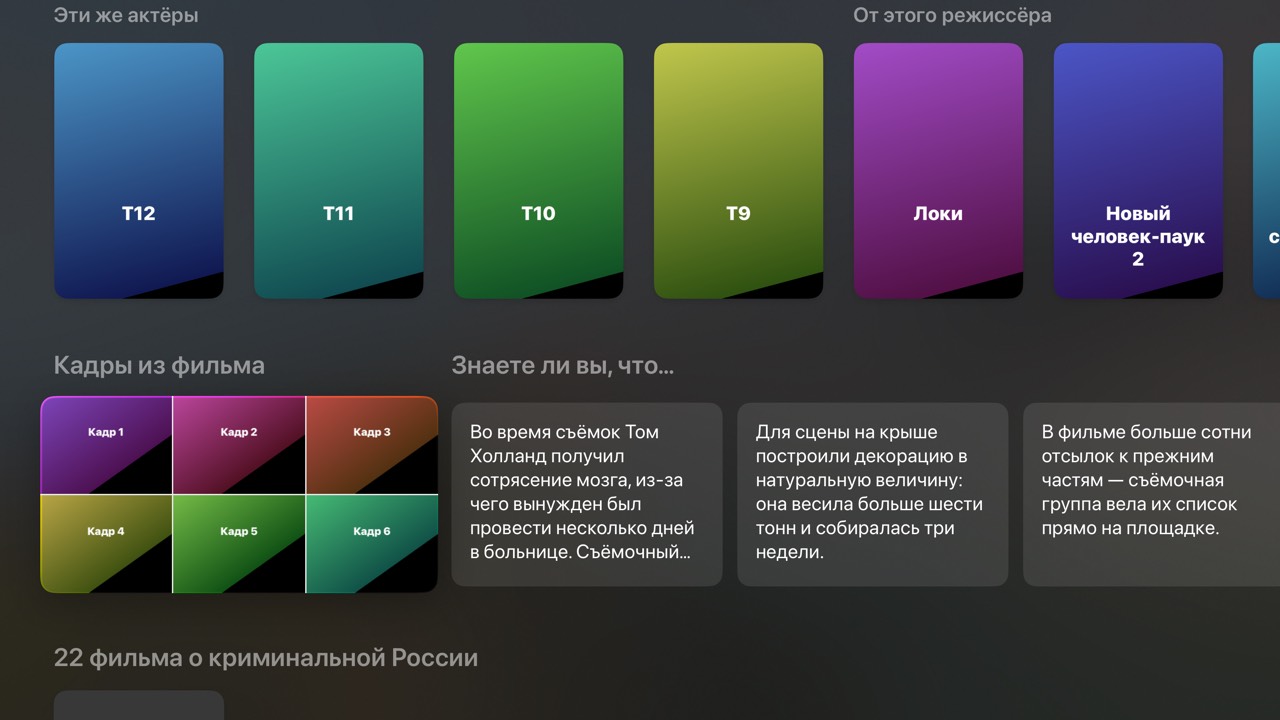 Эти же актёры
От этого режиссёра
T12
T11
T10
T9
Локи
Новый
человек-паук
2
Кадры из фильма
Знаете ли вы, что...
Кадр 1
Кадр 2
Кадр 3
Кадр 4
Кадр 5
Кадр 6
Во время съёмок Том
Холланд получил
сотрясение мозга, из-за
чего вынужден был
провести несколько дней
в больнице. Съёмочный...
Для сцены на крыше
построили декорацию в
натуральную величину:
она весила больше шести
тонн и собиралась три
недели.
В фильме больше сотни
отсылок к прежним
частям — съёмочная
группа вела их список
прямо на площадке.
22 фильма о криминальной России